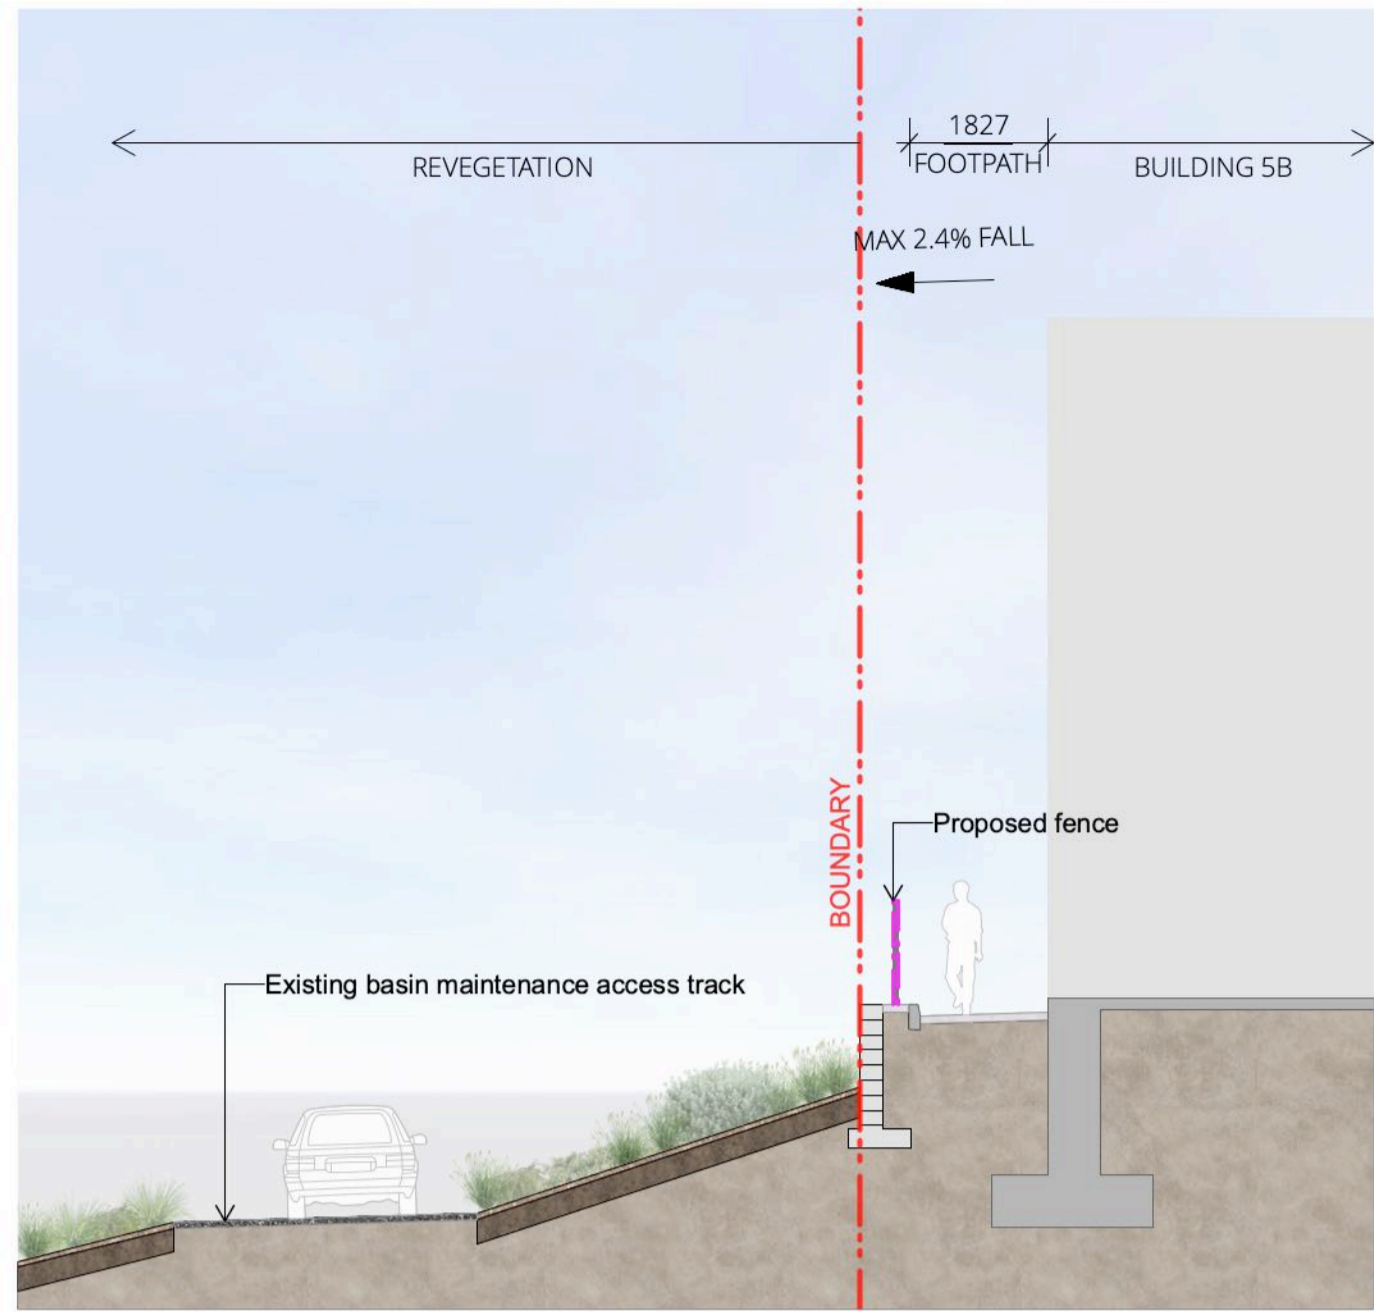 1827
REVEGETATION
FOOTPATH
BUILDING 5B
MAX 2.4% FALL
BOUNDARY
Proposed fence
Existing basin maintenance access track